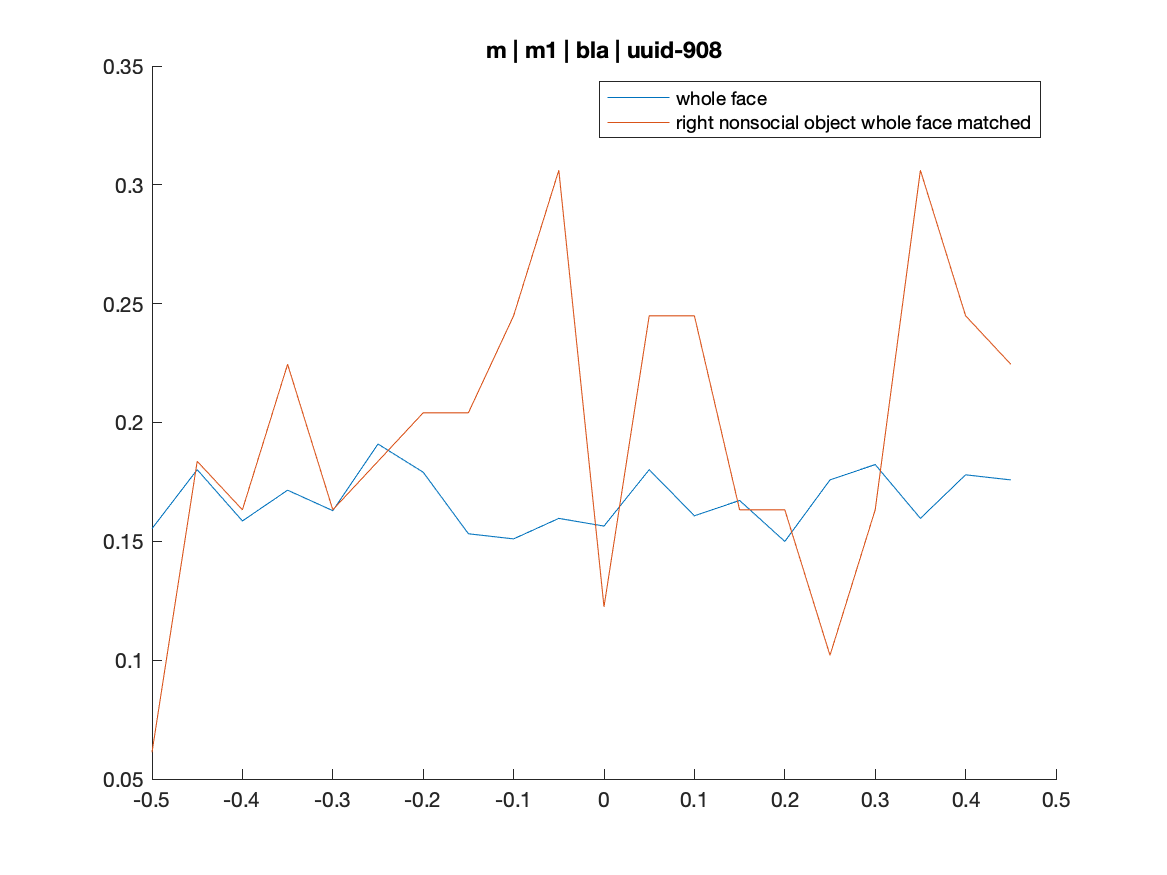 m | m1 | bla | uuid-908
0.35
whole face
right nonsocial object whole face matched
0.3
0.25
0.2
0.15
0.1
0.05
-0.5 -0.4 -0.3 -0.2 -0.1 0 0.1 0.2 0.3 0.4 0.5